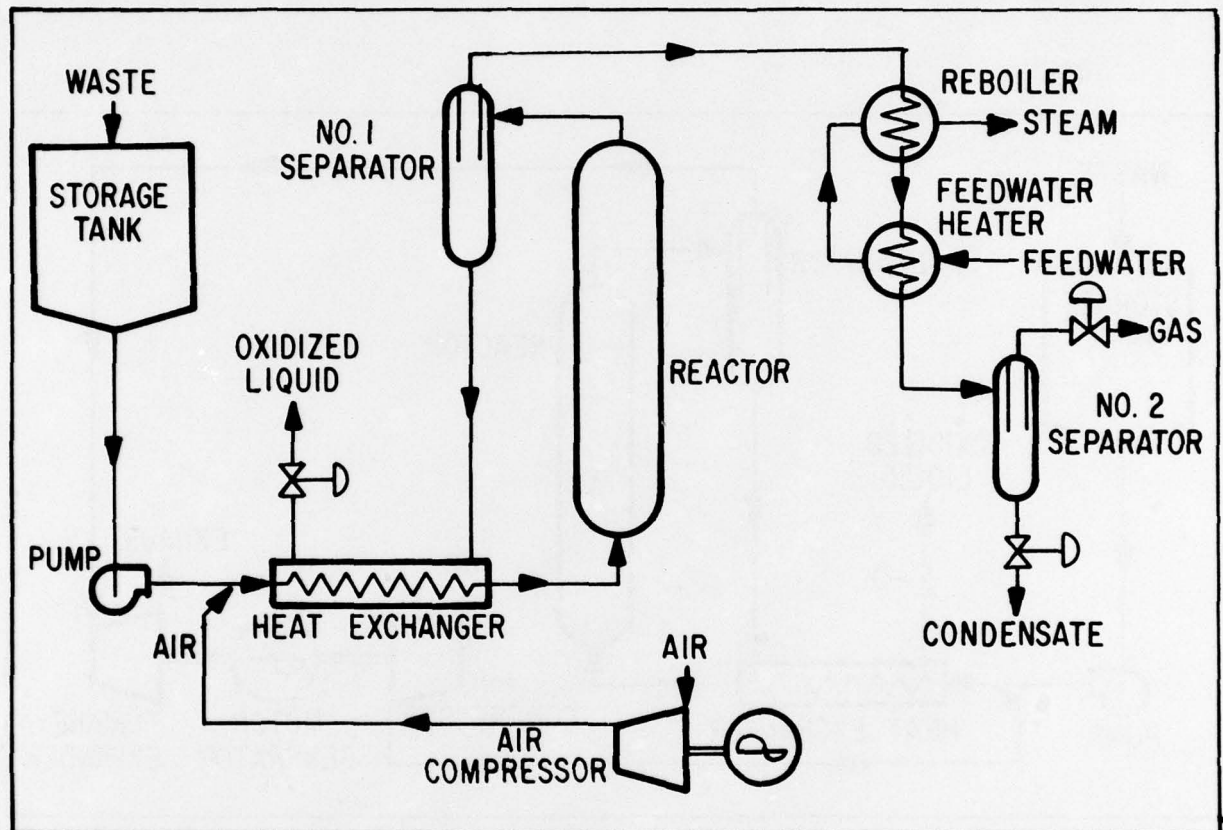 WASTE
STORAGE
TANK
NO. 1
SEPARATOR
REBOILER
STEAM
FEEDWATER
HEATER
FEEDWATER
GAS
OXIDIZED
LIQUID
REACTOR
NO. 2
SEPARATOR
PUMP
HEAT EXCHANGER
CONDENSATE
AIR
AIR
AIR
COMPRESSOR